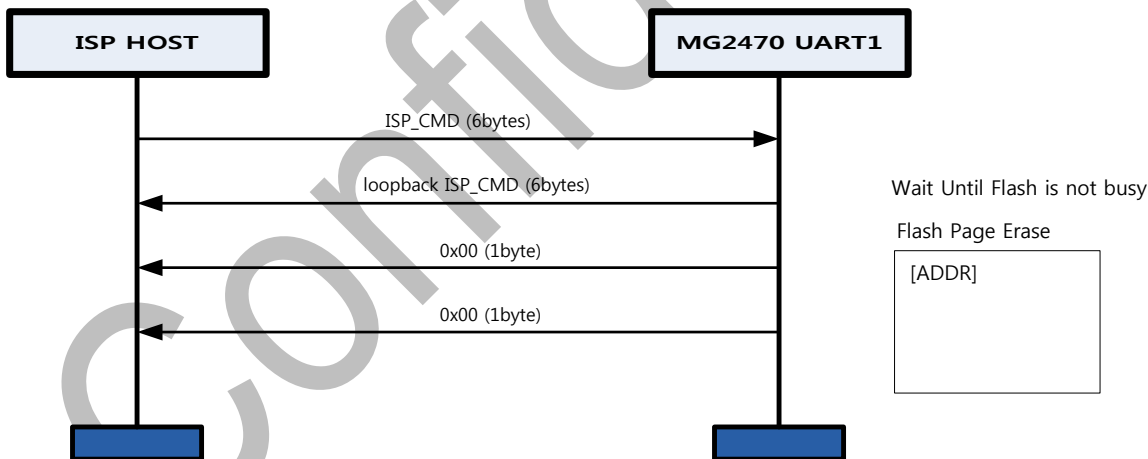 ISP HOST
MG2470 UART1
ISP_CMD (6bytes)
loopback ISP_CMD (6bytes)
Wait Until Flash is not busy
Flash Page Erase
0x00 (1byte)
[ADDR]
0x00 (1byte)
Confid